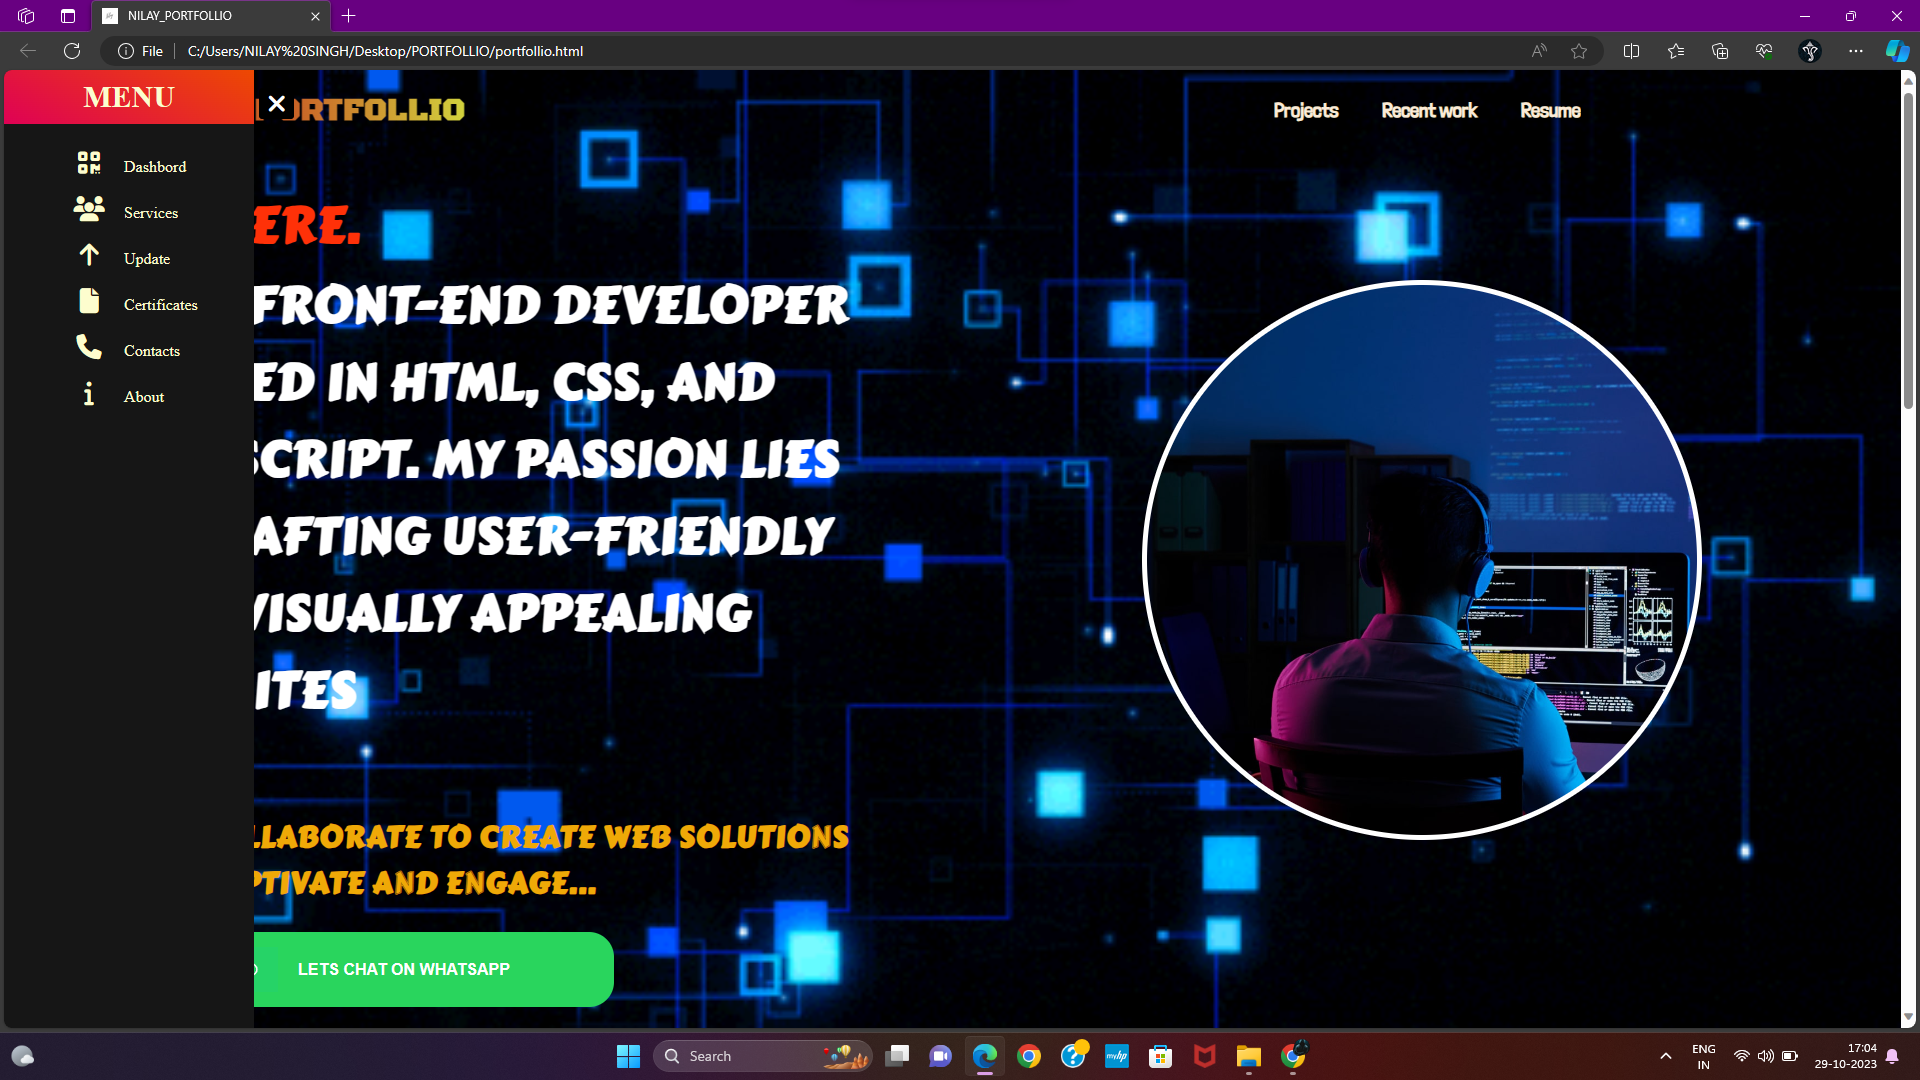 NILAY_PORTFOLLIO
File
C:/Users/NILAY%20SINGH/Desktop/PORTFOLLIO/portfollio.html
MENU
ORTFOLLIO
Projects
Recent work
Resume
Dashbord
Services
Update
Certificates
Contacts
About
ERE.
FRONT-END DEVELOPER
ED IN HTML, CSS, AND
SCRIPT. MY PASSION LIES
AFTING USER-FRIENDLY
VISUALLY APPEALING
ITES
LLABORATE TO CREATE WEB SOLUTIONS
PTIVATE AND ENGAGE...
LETS CHAT ON WHATSAPP
Search
myhp
ENG
IN
17:04
29-10-2023